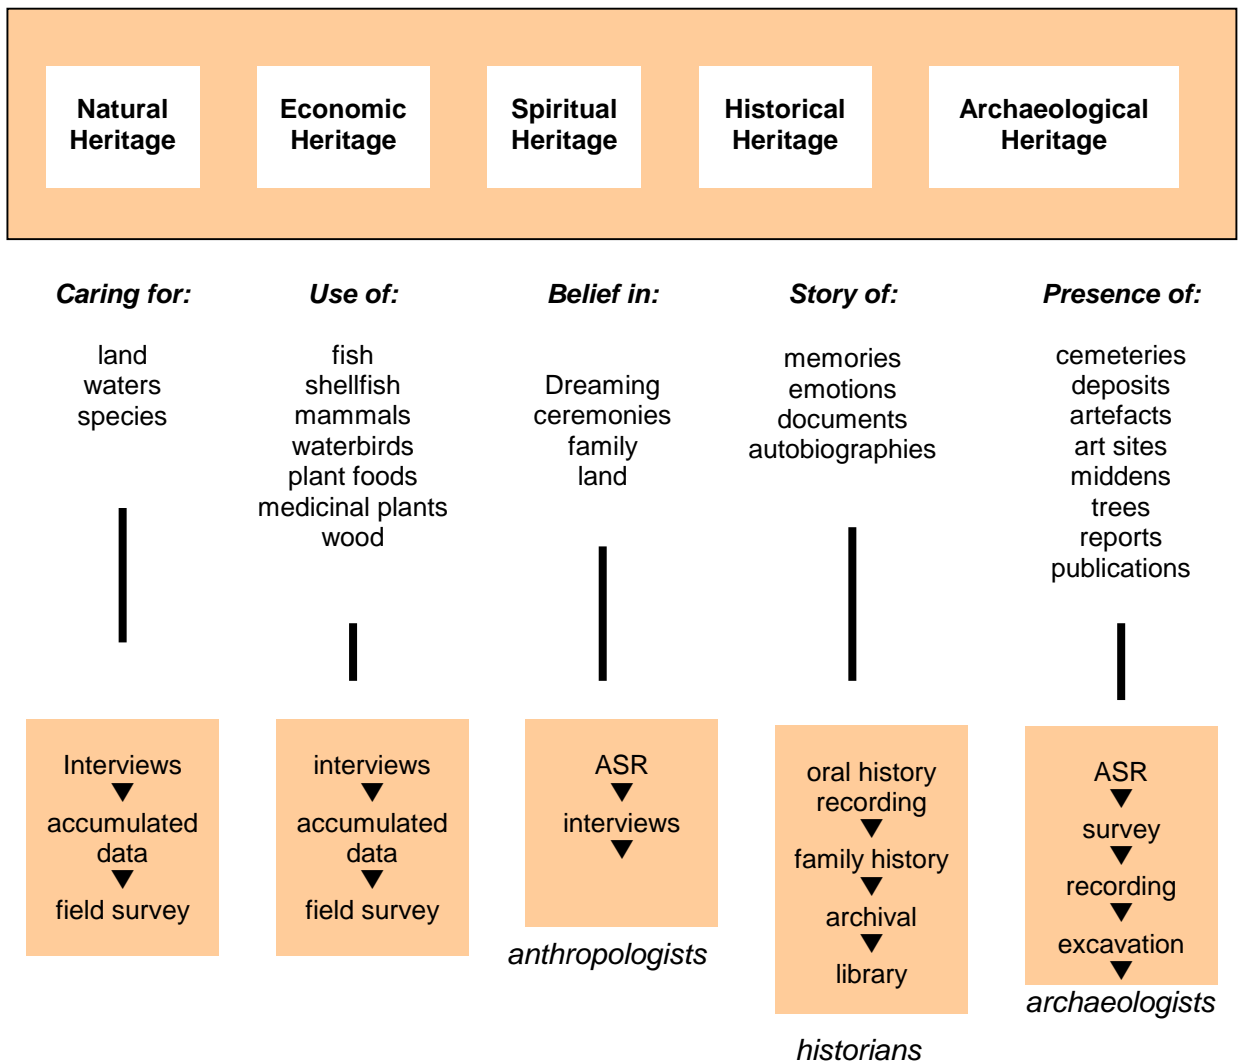 Natural
Heritage
Economic
Heritage
Spiritual
Heritage
Historical
Heritage
Archaeological
Heritage
Caring for:
land
waters
species
Use of:
fish
shellfish
mammals
waterbirds
plant foods
medicinal plants
wood
Belief in:
Dreaming
ceremonies
family
land
Story of:
memories
emotions
documents
autobiographies
Presence of:
cemeteries
deposits
artefacts
art sites
middens
trees
reports
publications
Interviews
accumulated
data
field survey
interviews
accumulated
data
field survey
ASR
interviews
anthropologists
oral history
recording
family history
archival
library
historians
ASR
survey
recording
excavation
archaeologists